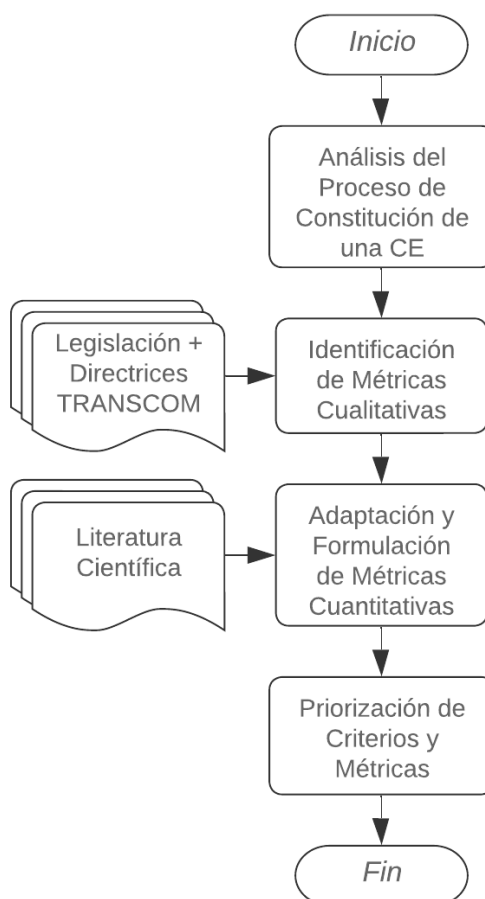 Inicio
Análisis del
Proceso de
Constitución de
una CE
Legislación +
Directrices
TRANSCOM
Identificación
de Métricas
Cualitativas
Literatura
Científica
Adaptación y
Formulación
de Métricas
Cuantitativas
Priorización de
Criterios y
Métricas
Fin